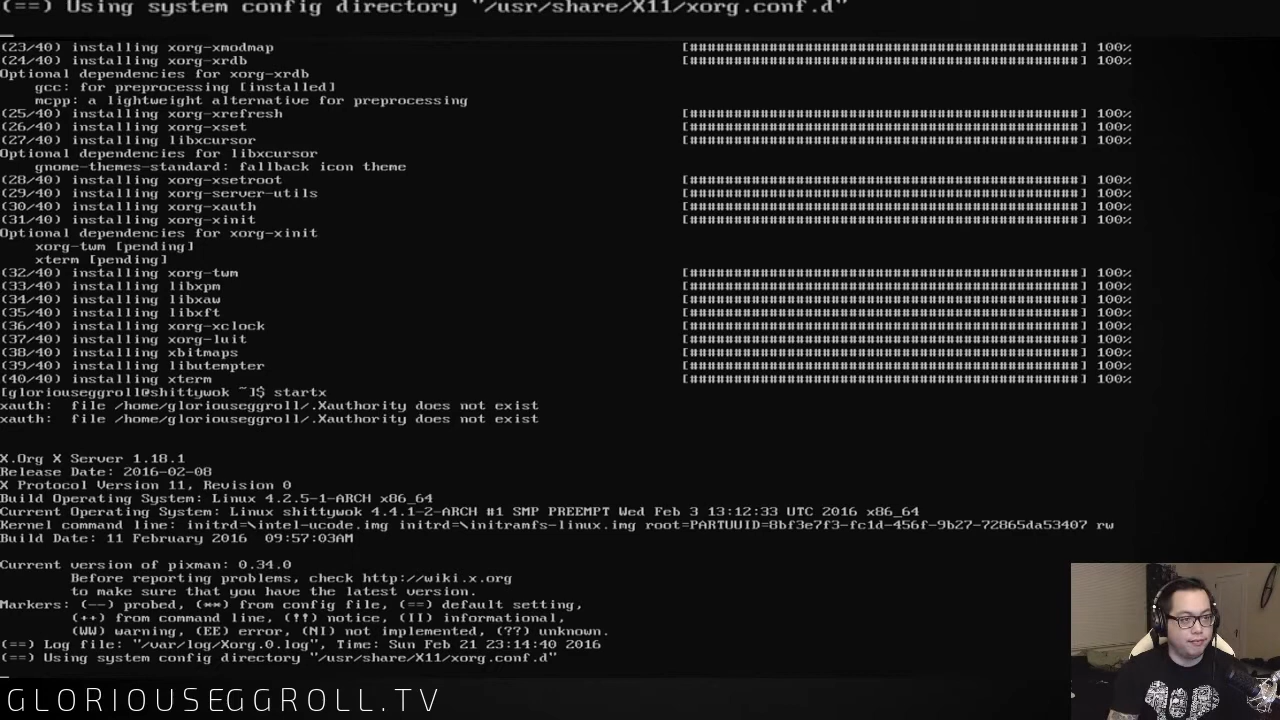 (==) Using system config directory "/usr/share/X11/xorg.conf.d"
(23/40) installing xorg-xmodmap [######################################] 100%
(24/40) installing xorg-xrdb [######################################] 100%
Optional dependencies for xorg-xrdb
gcc: for preprocessing [installed]
mcpp: a lightweight alternative for preprocessing
(25/40) installing xorg-xrefresh [######################################] 100%
(26/40) installing xorg-xset [######################################] 100%
(27/40) installing libxcursor [######################################] 100%
Optional dependencies for libxcursor
gnome-themes-standard: fallback icon theme
(28/40) installing xorg-xsetroot [######################################] 100%
(29/40) installing xorg-server-utils [######################################] 100%
(30/40) installing xorg-xauth [######################################] 100%
(31/40) installing xorg-xinit [######################################] 100%
Optional dependencies for xorg-xinit
xorg-twm [pending]
xterm [pending]
(32/40) installing xorg-twm [######################################] 100%
(33/40) installing libxpm [######################################] 100%
(34/40) installing libxaw [######################################] 100%
(35/40) installing libxft [######################################] 100%
(36/40) installing xorg-xclock [######################################] 100%
(37/40) installing xorg-luit [######################################] 100%
(38/40) installing xbitmaps [######################################] 100%
(39/40) installing libutempter [######################################] 100%
(40/40) installing xterm [######################################] 100%
[gloriouseggroll@shittywok ~]$ startx
xauth: file /home/gloriouseggroll/.Xauthority does not exist
xauth: file /home/gloriouseggroll/.Xauthority does not exist
X.Org X Server 1.18.1
Release Date: 2016-02-08
X Protocol Version 11, Revision 0
Build Operating System: Linux 4.2.5-1-ARCH x86_64
Current Operating System: Linux shittywok 4.4.1-2-ARCH #1 SMP PREEMPT Wed Feb 3 13:12:33 UTC 2016 x86_64
Kernel command line: initrd=\intel-ucode.img initrd=\initramfs-linux.img root=PARTUUID=8bf3e7f3-fc1d-456f-9b27-72865da53407 rw
Build Date: 11 February 2016 09:57:03AM
Current version of pixman: 0.34.0
Before reporting problems, check http://wiki.x.org
to make sure that you have the latest version.
Markers: (--) probed, (**) from config file, (==) default setting,
(++) from command line, (!!) notice, (II) informational,
(WW) warning, (EE) error, (NI) not implemented, (??) unknown.
(==) Log file: "/var/log/Xorg.0.log", Time: Sun Feb 21 23:14:40 2016
(==) Using system config directory "/usr/share/X11/xorg.conf.d"
GLORIOUSEGGROLL.TV